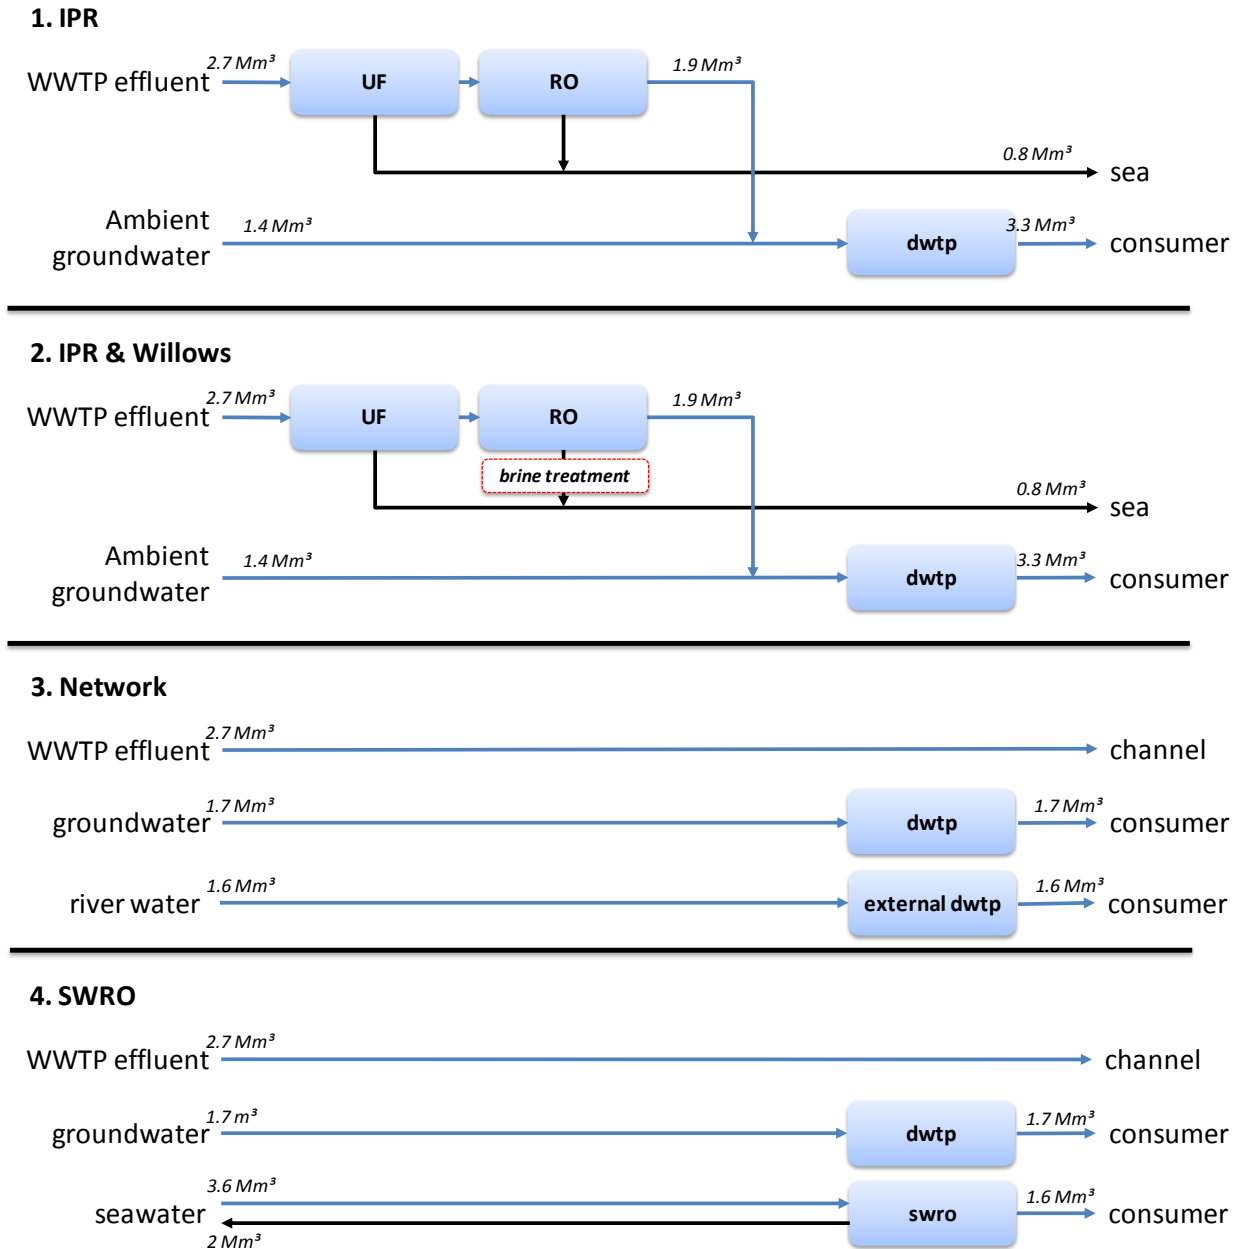 1. IPR
2.7 Mm³
1.9 Mm³
WWTP effluent
UF
RO
0.8 Mm³
sea
Ambient
groundwater
1.4 Mm³
dwtp
3.3 Mm³
consumer
2. IPR & Willows
2.7 Mm³
1.9 Mm³
WWTP effluent
UF
RO
brine treatment
0.8 Mm³
sea
Ambient
groundwater
1.4 Mm³
dwtp
3.3 Mm³
consumer
3. Network
2.7 Mm³
WWTP effluent
channel
1.7 Mm³
groundwater
dwtp
1.7 Mm³
consumer
1.6 Mm³
river water
external dwtp
1.6 Mm³
consumer
4. SWRO
2.7 Mm³
WWTP effluent
channel
1.7 m³
groundwater
dwtp
1.7 Mm³
consumer
3.6 Mm³
seawater
2 Mm³
swro
1.6 Mm³
consumer